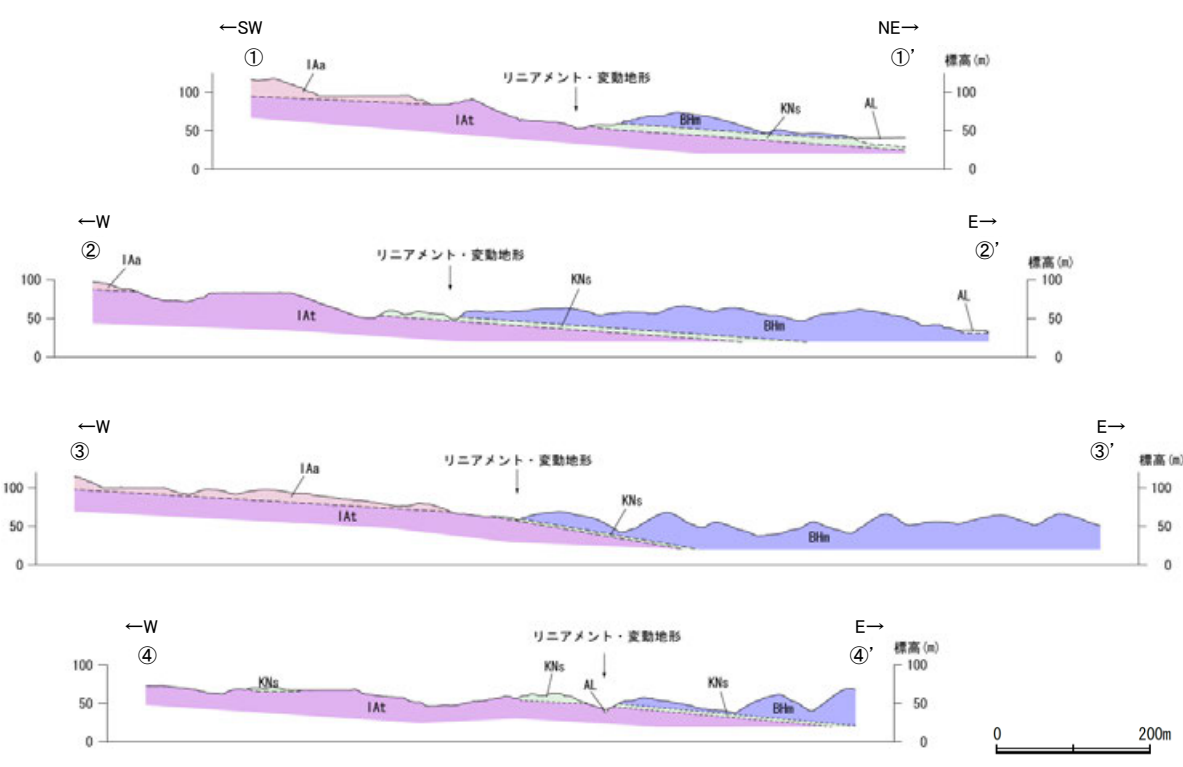 ←SW NE→
① ①’
標高(m)
IAa
リニアメント・変動地形
100 100
BHm
KNs
AL
IAt
50 50
0 0
←W E→
② ②’
リニアメント・変動地形
標高(m)
IAa
KNs
100 100
AL
50 50
IAt
BHm
0 0
←W E→
③ ③’
リニアメント・変動地形
標高(m)
IAa
100 100
KNs
IAt
50 50
BHm
0 0
←W E→
リニアメント・変動地形
④ ④’
標高(m)
100 100
KNs
KNs
AL
KNs
50 50
IAt
BHm
0 0
0 200m